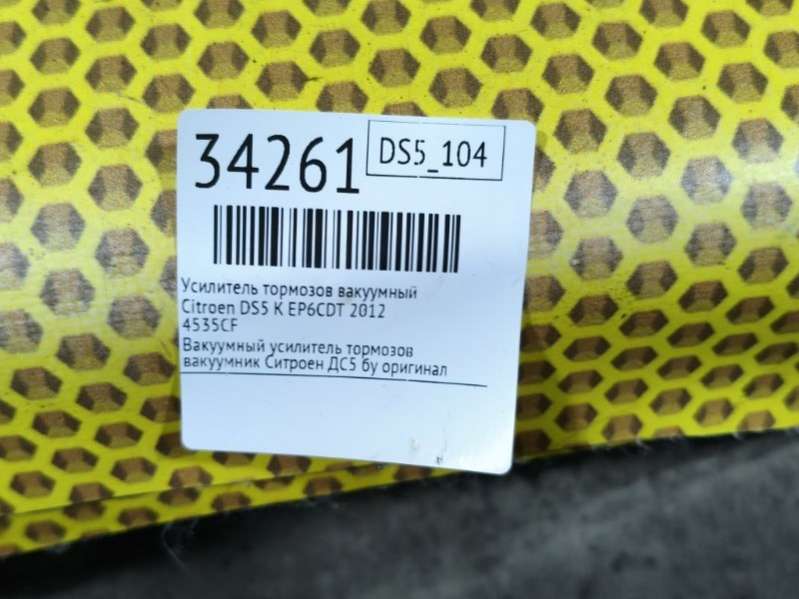 34261
DS5_104
Усилитель тормозов вакуумный
Citroen DS5 K EP6CDT 2012
4535CF
Вакуумный усилитель тормозов
вакуумник Ситроен ДС5 бу оригинал